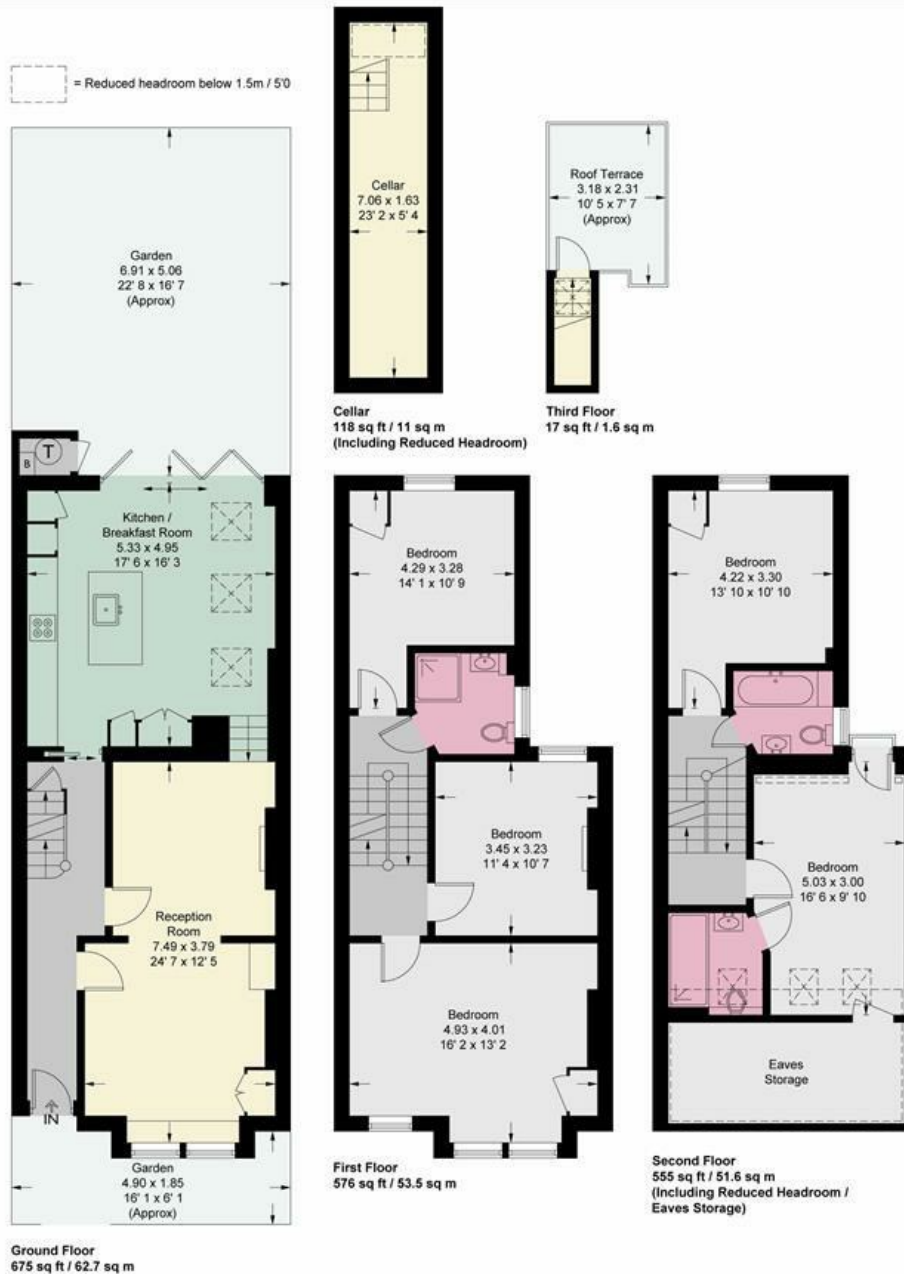 = Reduced headroom below 1.5m / 5'0
Garden
6.91 x 5.06
22' 8 x 16' 7
(Approx)
Cellar
7.06 x 1.63
23' 2 x 5' 4
Cellar
118 sq ft / 11 sq m
(Including Reduced Headroom)
Roof Terrace
3.18 x 2.31
10' 5 x 7' 7
(Approx)
Third Floor
17 sq ft / 1.6 sq m
B
T
Kitchen /
Breakfast Room
5.33 x 4.95
17' 6 x 16' 3
Reception
Room
7.49 x 3.79
24' 7 x 12' 5
IN
Garden
4.90 x 1.85
16' 1 x 6' 1
(Approx)
Ground Floor
675 sq ft / 62.7 sq m
Bedroom
4.29 x 3.28
14' 1 x 10' 9
Bedroom
3.45 x 3.23
11' 4 x 10' 7
Bedroom
4.93 x 4.01
16' 2 x 13' 2
First Floor
576 sq ft / 53.5 sq m
Bedroom
4.22 x 3.30
13' 10 x 10' 10
Bedroom
5.03 x 3.00
16' 6 x 9' 10
Eaves
Storage
Second Floor
555 sq ft / 51.6 sq m
(Including Reduced Headroom /
Eaves Storage)